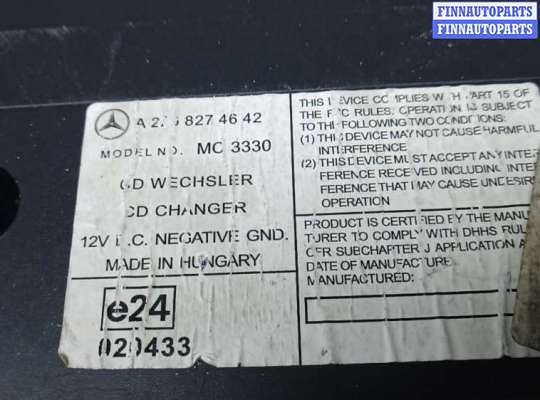 FINNAUTOPARTS
FINNAUTOPARTS
A 827 46 42
MODEL NO. MC 3330
CD WECHSLER
CD CHANGER
12V D.C. NEGATIVE GND.
MADE IN HUNGARY
e24
020433
THIS DEVICE COMPLIES WITH PART 15 OF
THE FCC RULES. OPERATION IS SUBJECT
TO THE FOLLOWING TWO CONDITIONS:
(1) THIS DEVICE MAY NOT CAUSE HARMFUL
INTERFERENCE
(2) THIS DEVICE MUST ACCEPT ANY INTER
FERENCE RECEIVED INCLUDING INTER
FERENCE THAT MAY CAUSE UNDESIR
OPERATION
PRODUCT IS CERTIFIED BY THE MANU
TURER TO COMPLY WITH DHHS RUL
CFR SUBCHAPTER J APPLICATION A
DATE OF MANUFACTURE.
MANUFACTURED: